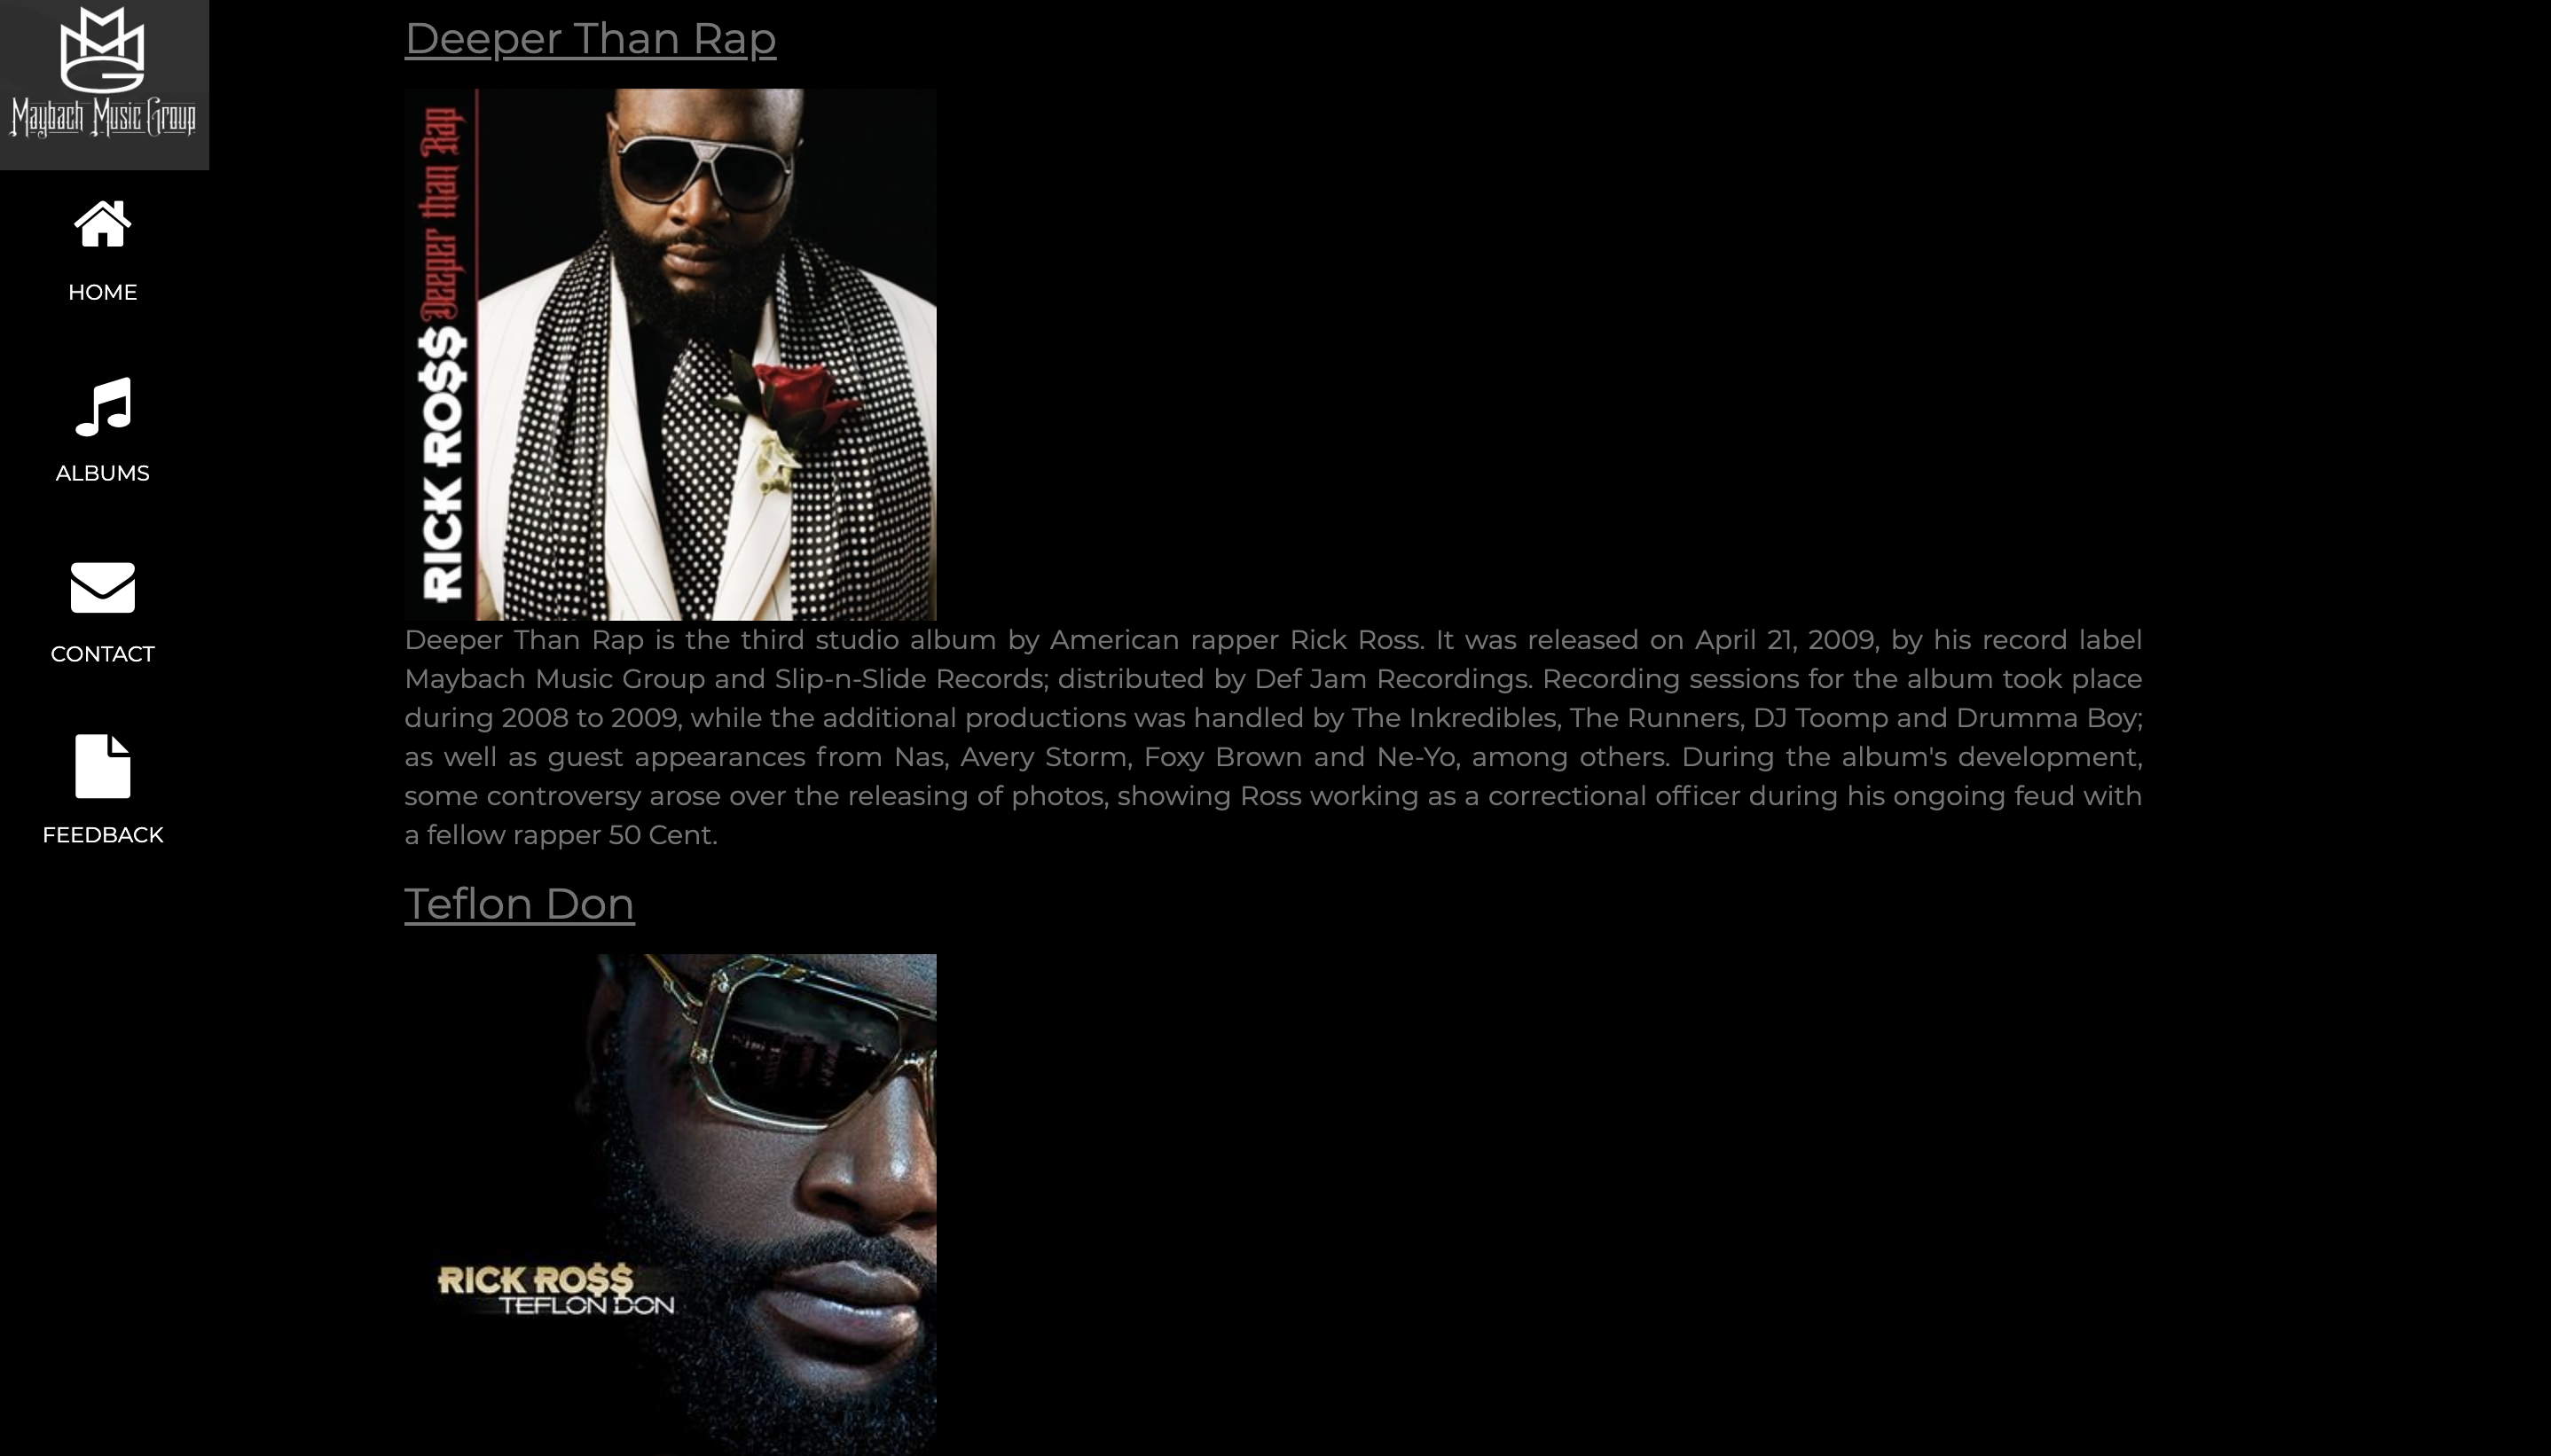 Maybach Music Group
HOME
ALBUMS
CONTACT
FEEDBACK
Deeper Than Rap
RICK RO$$ Deeper than Rap
Deeper Than Rap is the third studio album by American rapper Rick Ross. It was released on April 21, 2009, by his record label
Maybach Music Group and Slip-n-Slide Records; distributed by Def Jam Recordings. Recording sessions for the album took place
during 2008 to 2009, while the additional productions was handled by The Inkredibles, The Runners, DJ Toomp and Drumma Boy;
as well as guest appearances from Nas, Avery Storm, Foxy Brown and Ne-Yo, among others. During the album's development,
some controversy arose over the releasing of photos, showing Ross working as a correctional officer during his ongoing feud with
a fellow rapper 50 Cent.
Teflon Don
RICK RO$$
TEFLON DON